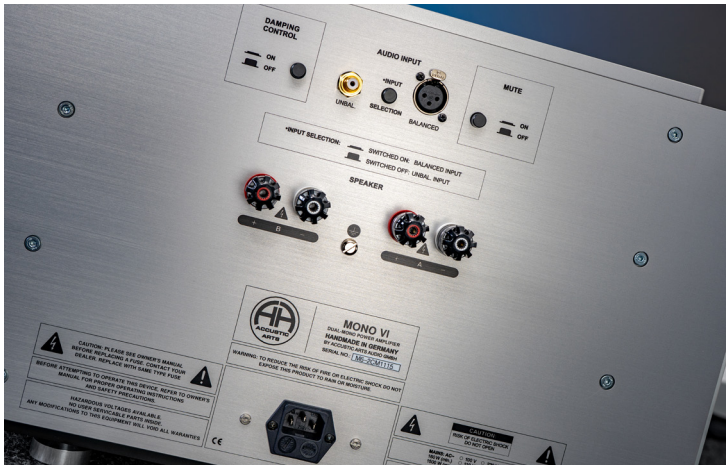 DAMPING
CONTROL
ON
OFF
AUDIO INPUT
*INPUT
SELECTION
UNBAL
BALANCED
MUTE
ON
OFF
*INPUT SELECTION: SWITCHED ON: BALANCED INPUT
SWITCHED OFF: UNBAL. INPUT
SPEAKER
+ B −
+ A −
AA
ACCUSTIC
ARTS
MONO VI
DUAL-MONO POWER AMPLIFIER
HANDMADE IN GERMANY
BY ACCUSTIC ARTS AUDIO GMBH
SERIAL NO.
CAUTION: PLEASE SEE OWNER'S MANUAL
BEFORE REPLACING A FUSE. CONTACT YOUR
DEALER. REPLACE WITH SAME TYPE FUSE
BEFORE ATTEMPTING TO OPERATE THIS DEVICE, REFER TO OWNER'S
MANUAL FOR PROPER OPERATING INSTRUCTIONS
AND SAFETY PRECAUTIONS.
HAZARDOUS VOLTAGES AVAILABLE.
NO USER SERVICABLE PARTS INSIDE.
ANY MODIFICATIONS TO THIS EQUIPMENT WILL VOID ALL WARRANTIES
WARNING: TO REDUCE THE RISK OF FIRE OR ELECTRIC SHOCK DO NOT
EXPOSE THIS PRODUCT TO RAIN OR MOISTURE.
CE
CAUTION
RISK OF ELECTRIC SHOCK
DO NOT OPEN
MAINS: AC~
100 V